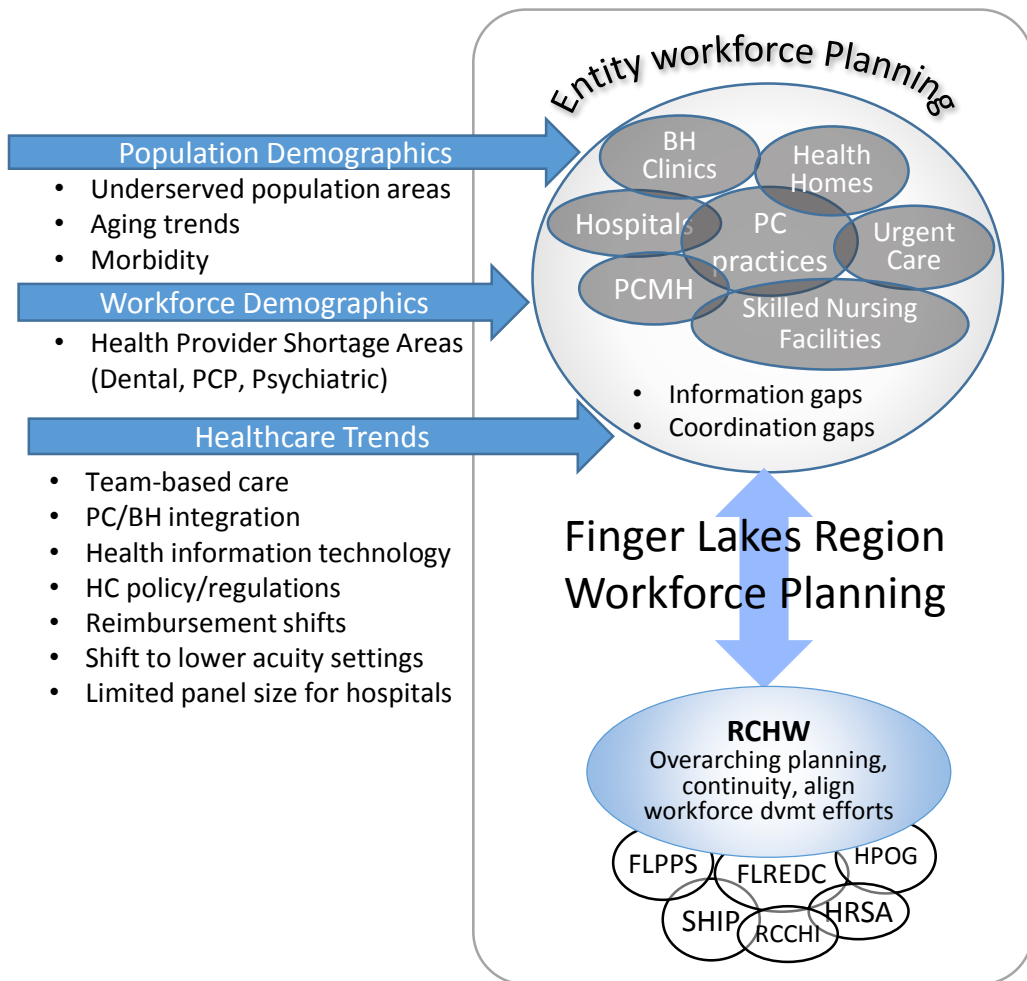 Entity workforce Planning
Population Demographics
• Underserved population areas
• Aging trends
• Morbidity
Workforce Demographics
• Health Provider Shortage Areas
(Dental, PCP, Psychiatric)
Healthcare Trends
• Team-based care
• PC/BH integration
• Health information technology
• HC policy/regulations
• Reimbursement shifts
• Shift to lower acuity settings
• Limited panel size for hospitals
BH
Clinics
Health
Homes
Hospitals
PC
practices
Urgent
Care
PCMH
Skilled Nursing
Facilities
• Information gaps
• Coordination gaps
Finger Lakes Region
Workforce Planning
RCHW
Overarching planning,
continuity, align
workforce dvmt efforts
FLPPS
FLREDC
HPOG
SHIP
RCCHI
HRSA